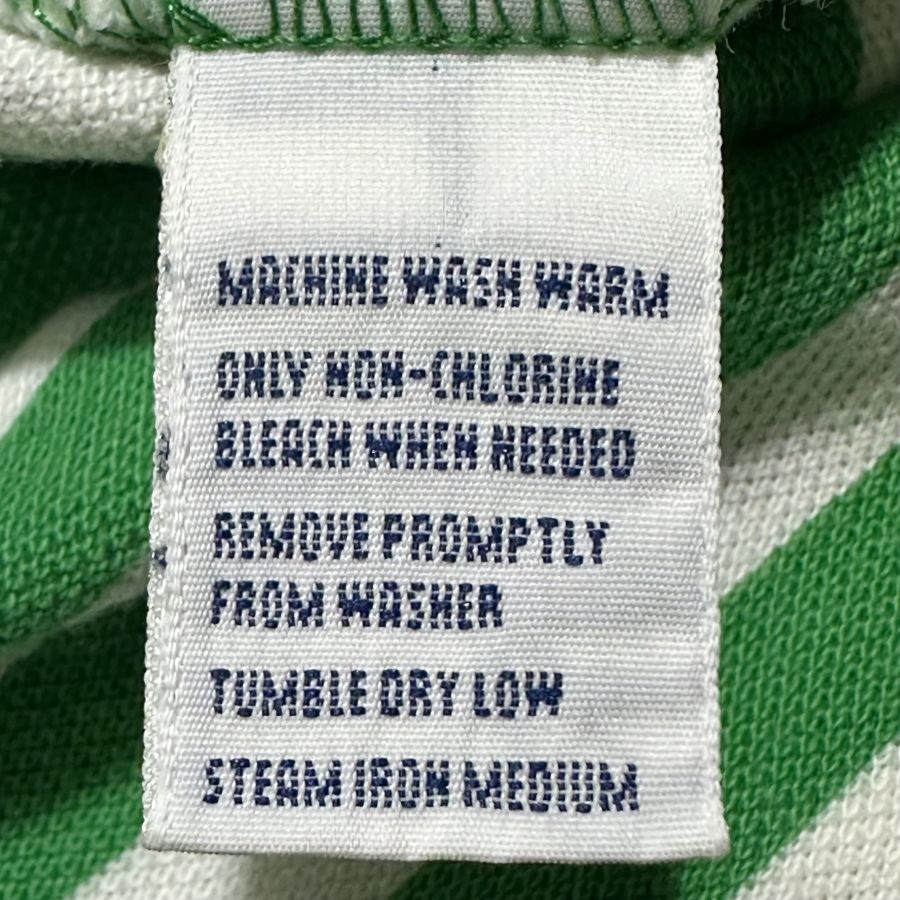 MACHINE WASH WARM
ONLY NON-CHLORINE
BLEACH WHEN NEEDED
REMOVE PROMPTLY
FROM WASHER
TUMBLE DRY LOW
STEAM IRON MEDIUM